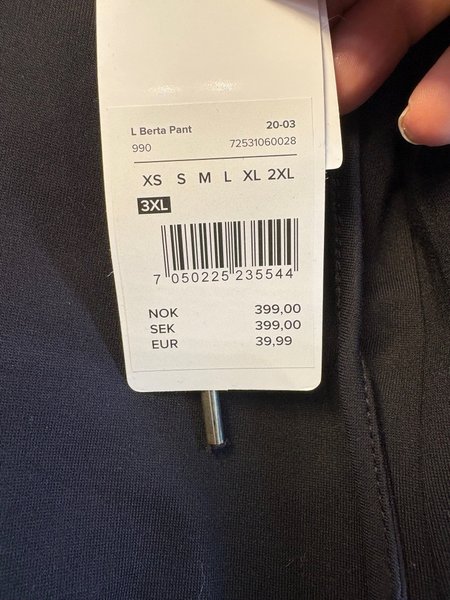 L Berta Pant 20-03
990 72531060028
XS S M L XL 2XL
3XL
7 050225 235544
NOK 399,00
SEK 399,00
EUR 39,99